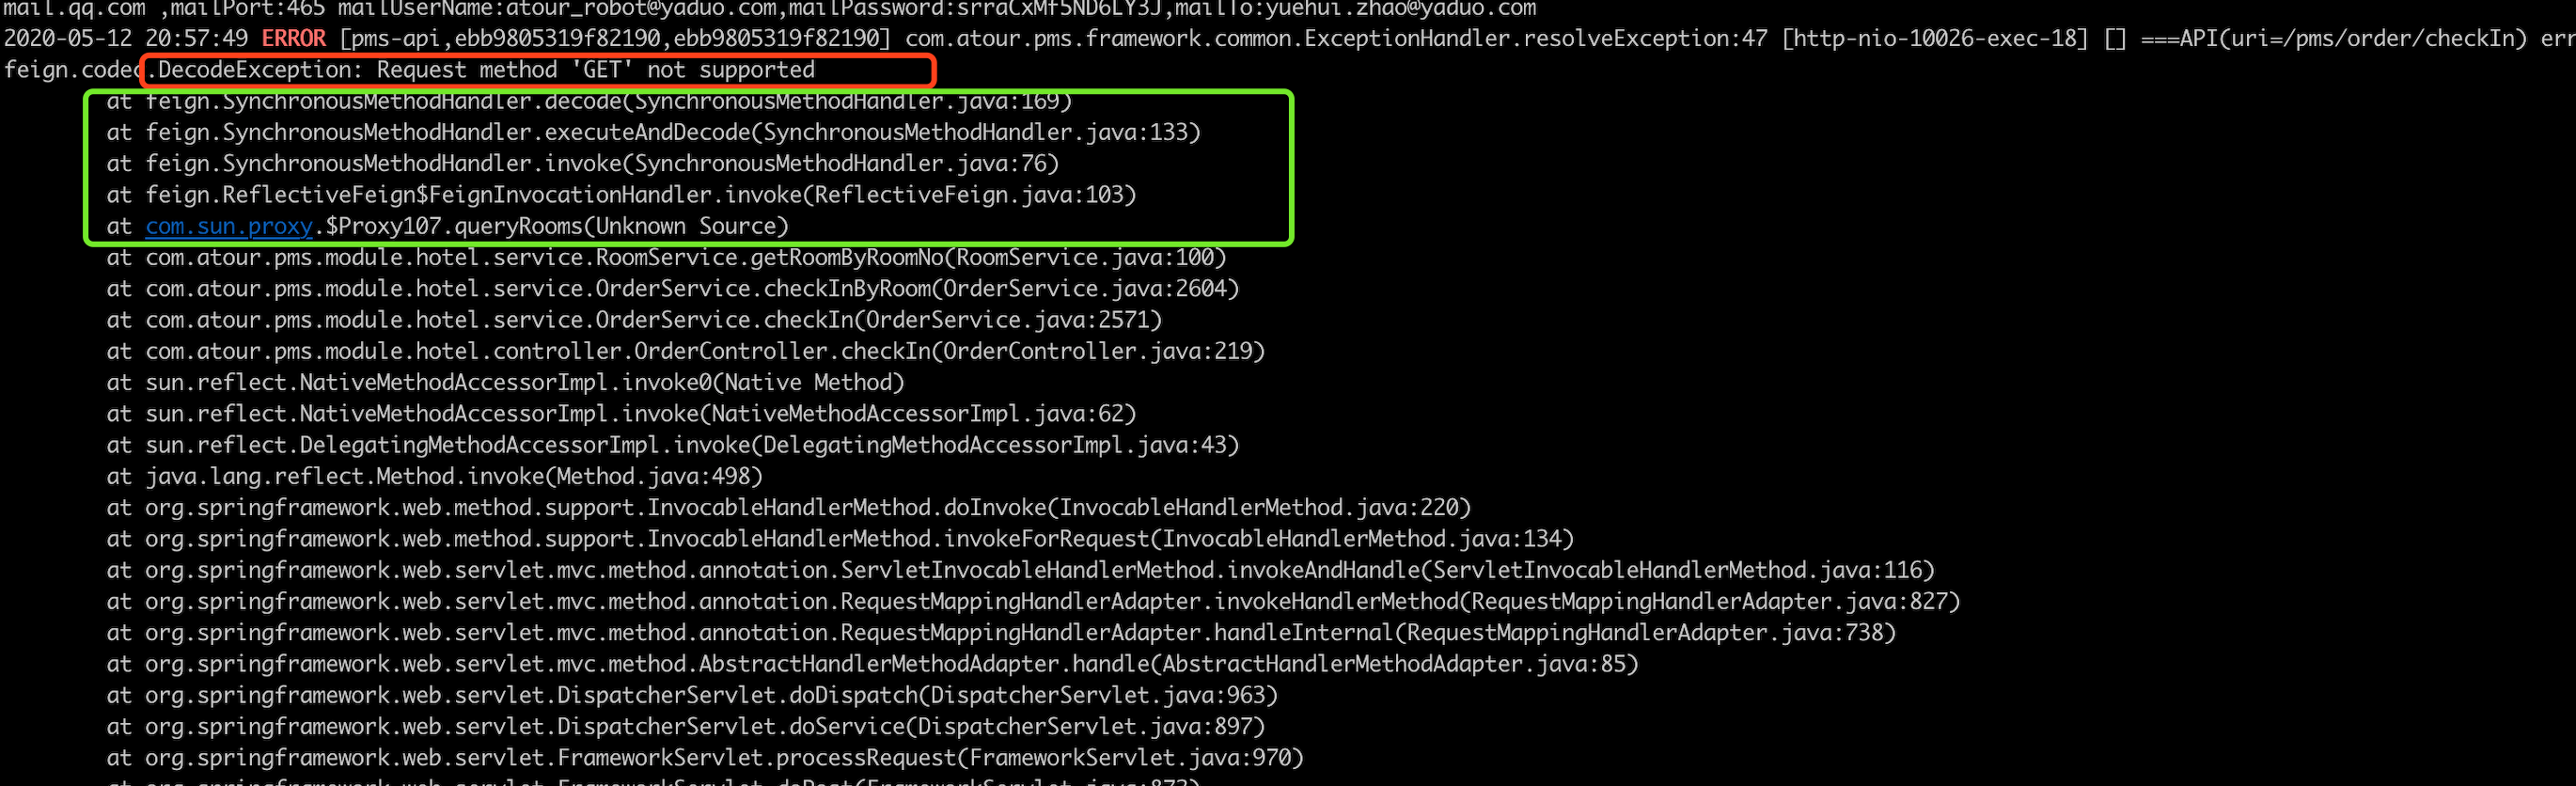 mail.qq.com ,mailPort:465 mailUserName:atour_robot@yaduo.com,mailPassword:srraCxMf5ND6LY3J,mailTo:yuehui.zhao@yaduo.com
2020-05-12 20:57:49 ERROR [pms-api,ebb9805319f82190,ebb9805319f82190] com.atour.pms.framework.common.ExceptionHandler.resolveException:47 [http-nio-10026-exec-18] [] ===API(uri=/pms/order/checkIn) err
feign.codec.DecodeException: Request method 'GET' not supported
at feign.SynchronousMethodHandler.decode(SynchronousMethodHandler.java:169)
at feign.SynchronousMethodHandler.executeAndDecode(SynchronousMethodHandler.java:133)
at feign.SynchronousMethodHandler.invoke(SynchronousMethodHandler.java:76)
at feign.ReflectiveFeign$FeignInvocationHandler.invoke(ReflectiveFeign.java:103)
at com.sun.proxy.$Proxy107.queryRooms(Unknown Source)
at com.atour.pms.module.hotel.service.RoomService.getRoomByRoomNo(RoomService.java:100)
at com.atour.pms.module.hotel.service.OrderService.checkInByRoom(OrderService.java:2604)
at com.atour.pms.module.hotel.service.OrderService.checkIn(OrderService.java:2571)
at com.atour.pms.module.hotel.controller.OrderController.checkIn(OrderController.java:219)
at sun.reflect.NativeMethodAccessorImpl.invoke0(Native Method)
at sun.reflect.NativeMethodAccessorImpl.invoke(NativeMethodAccessorImpl.java:62)
at sun.reflect.DelegatingMethodAccessorImpl.invoke(DelegatingMethodAccessorImpl.java:43)
at java.lang.reflect.Method.invoke(Method.java:498)
at org.springframework.web.method.support.InvocableHandlerMethod.doInvoke(InvocableHandlerMethod.java:220)
at org.springframework.web.method.support.InvocableHandlerMethod.invokeForRequest(InvocableHandlerMethod.java:134)
at org.springframework.web.servlet.mvc.method.annotation.ServletInvocableHandlerMethod.invokeAndHandle(ServletInvocableHandlerMethod.java:116)
at org.springframework.web.servlet.mvc.method.annotation.RequestMappingHandlerAdapter.invokeHandlerMethod(RequestMappingHandlerAdapter.java:827)
at org.springframework.web.servlet.mvc.method.annotation.RequestMappingHandlerAdapter.handleInternal(RequestMappingHandlerAdapter.java:738)
at org.springframework.web.servlet.mvc.method.AbstractHandlerMethodAdapter.handle(AbstractHandlerMethodAdapter.java:85)
at org.springframework.web.servlet.DispatcherServlet.doDispatch(DispatcherServlet.java:963)
at org.springframework.web.servlet.DispatcherServlet.doService(DispatcherServlet.java:897)
at org.springframework.web.servlet.FrameworkServlet.processRequest(FrameworkServlet.java:970)